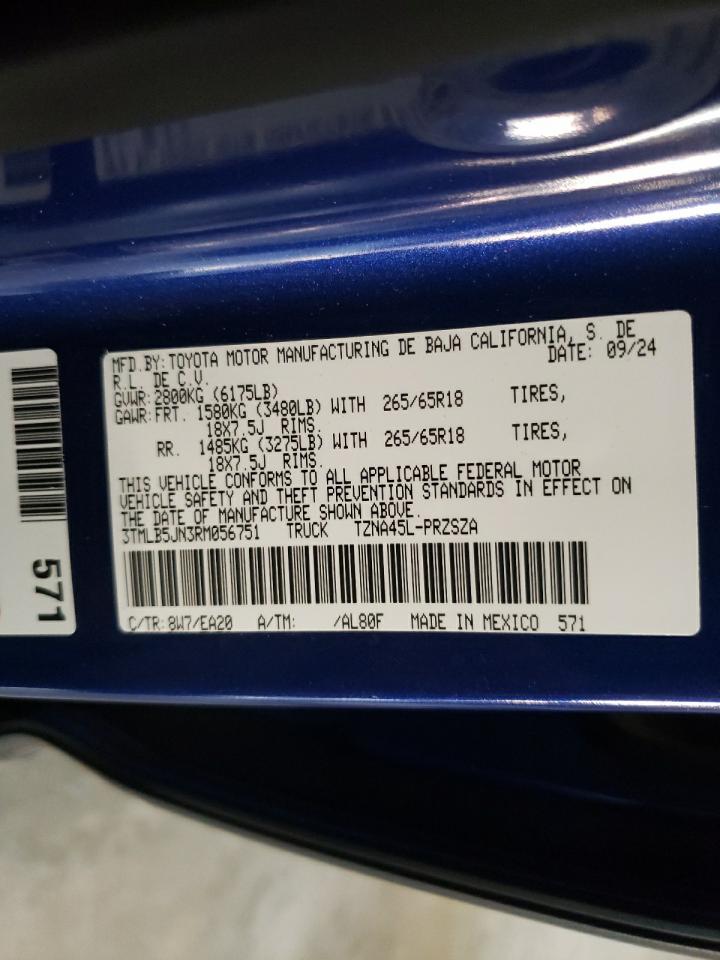 MFD.BY:TOYOTA MOTOR MANUFACTURING DE BAJA CALIFORNIA, S. DE
R.L. DE C.V. DATE: 09/24
GVWR:2800KG (6175LB)
GAWR:FRT. 1580KG (3480LB) WITH 265/65R18 TIRES,
18X7.5J RIMS.
RR. 1485KG (3275LB) WITH 265/65R18 TIRES,
18X7.5J RIMS.
THIS VEHICLE CONFORMS TO ALL APPLICABLE FEDERAL MOTOR
VEHICLE SAFETY AND THEFT PREVENTION STANDARDS IN EFFECT ON
THE DATE OF MANUFACTURE SHOWN ABOVE.
3TMLB5JN3RM056751 TRUCK TZNA45L-PRZSZA
C/TR:8W7/EA20 A/TM: /AL80F MADE IN MEXICO 571
571